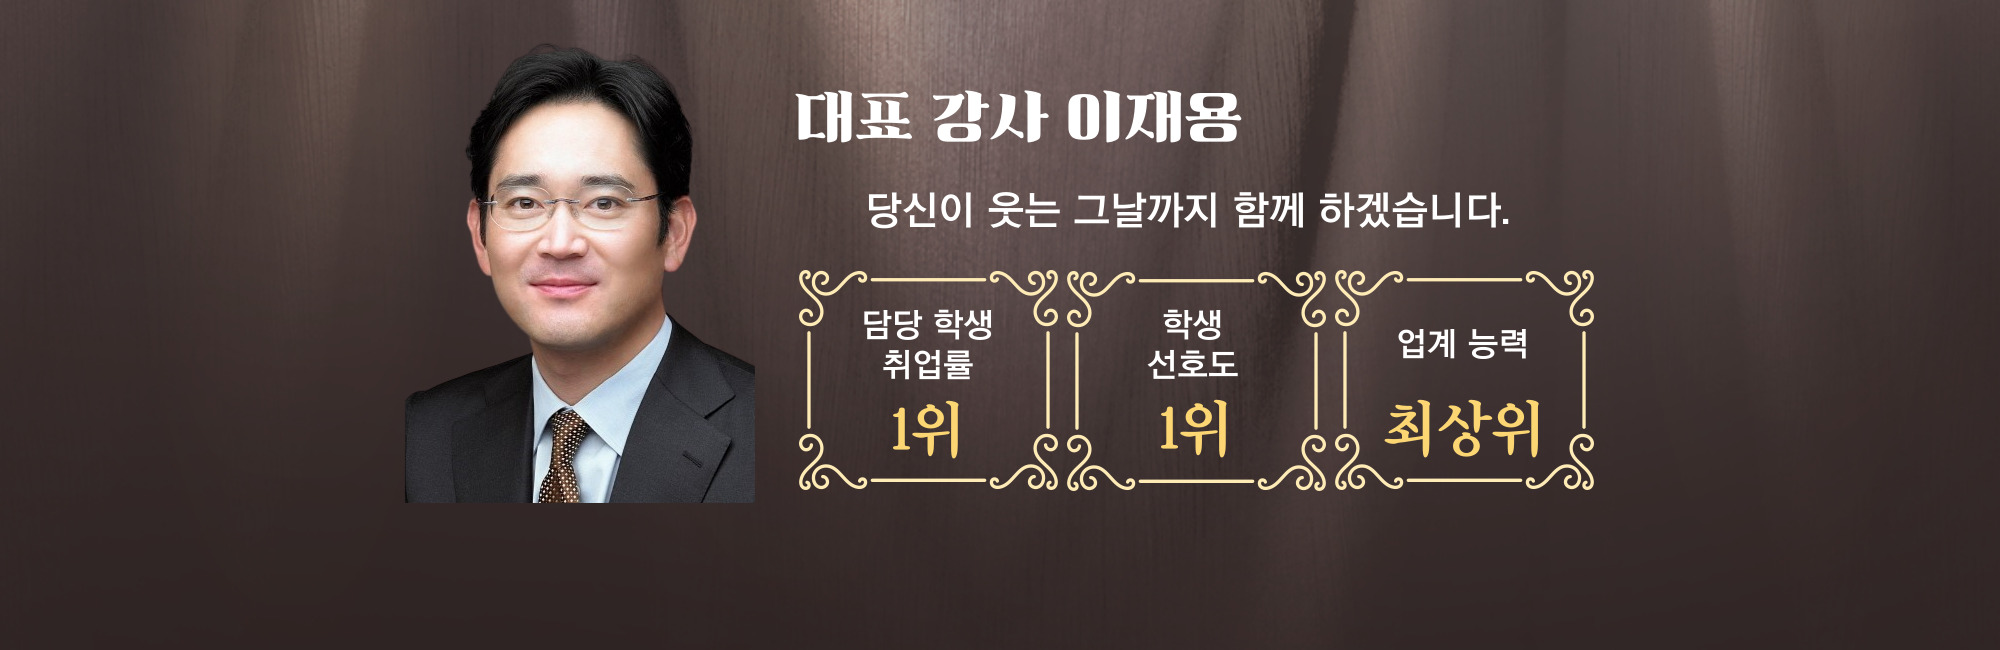 대표 강사 이재용
당신이 웃는 그날까지 함께 하겠습니다.
담당 학생
취업률
1위
학생
선호도
1위
업계 능력
최상위